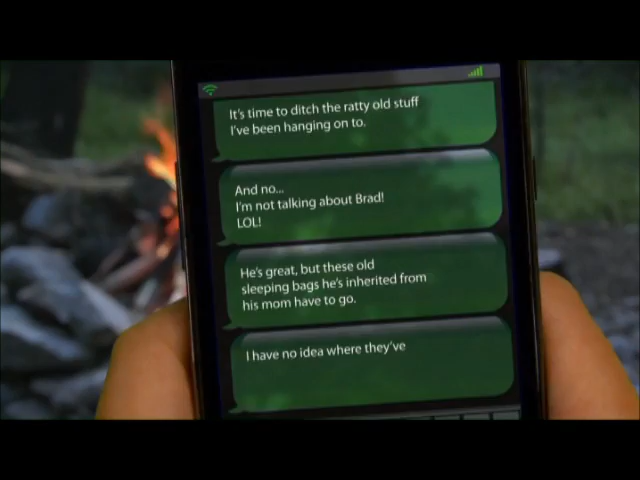 It's time to ditch the ratty old stuff
I've been hanging on to.
And no...
I'm not talking about Brad!
LOL!
He's great, but these old
sleeping bags he's inherited from
his mom have to go.
I have no idea where they've